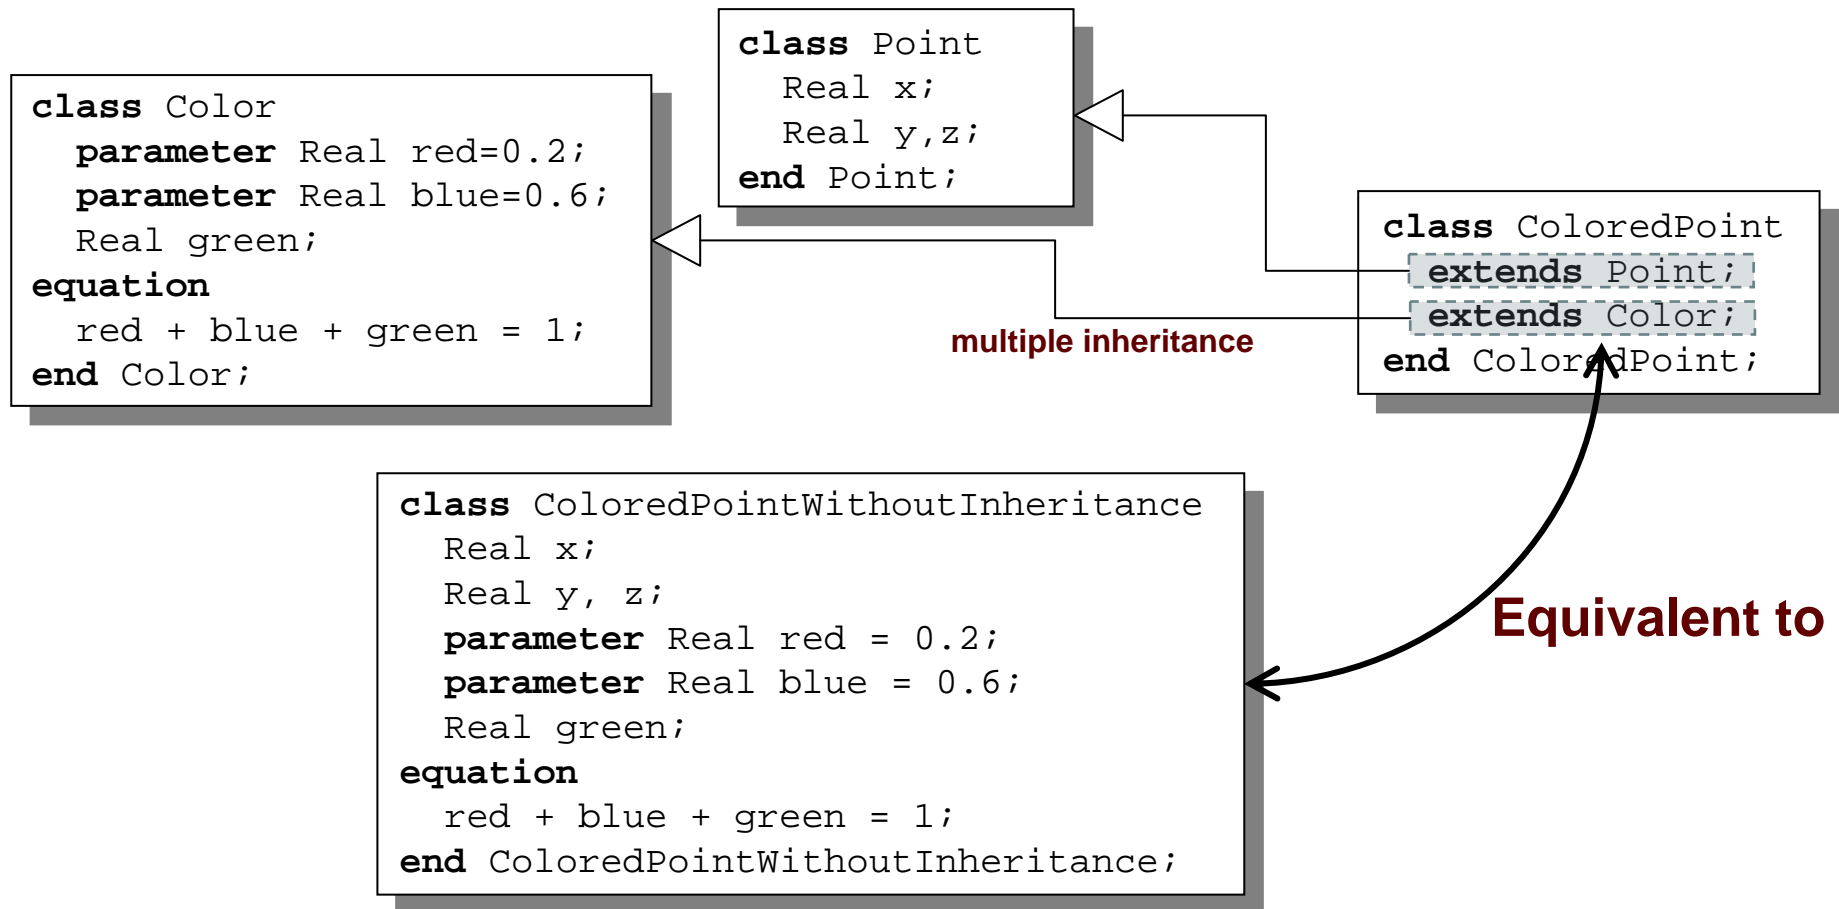 class Point
  Real x;
  Real y,z;
end Point;
class Color
  parameter Real red=0.2;
  parameter Real blue=0.6;
  Real green;
equation
  red + blue + green = 1;
end Color;
class ColoredPoint
  extends Point;
  extends Color;
end ColoredPoint;
multiple inheritance
class ColoredPointWithoutInheritance
  Real x;
  Real y, z;
  parameter Real red = 0.2;
  parameter Real blue = 0.6;
  Real green;
equation
  red + blue + green = 1;
end ColoredPointWithoutInheritance;
Equivalent to